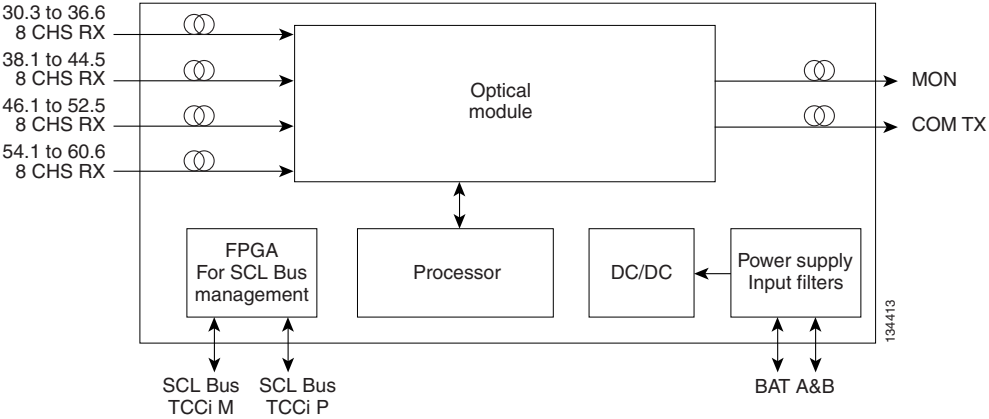 30.3 to 36.6
8 CHS RX
38.1 to 44.5
8 CHS RX
46.1 to 52.5
8 CHS RX
54.1 to 60.6
8 CHS RX
Optical
module
MON
COM TX
FPGA
For SCL Bus
management
Processor
DC/DC
Power supply
Input filters
134413
SCL Bus
TCCi M
SCL Bus
TCCi P
BAT A&B